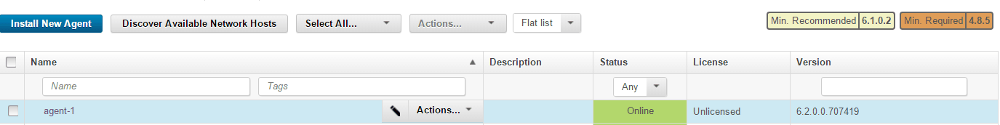 Install New Agent Discover Available Network Hosts Select All... Actions... Flat list Min. Recommended 6.1.0.2 Min. Required 4.8.5
Name Description Status License Version
Name Tags Any
agent-1 Actions... Online Unlicensed 6.2.0.0.707419